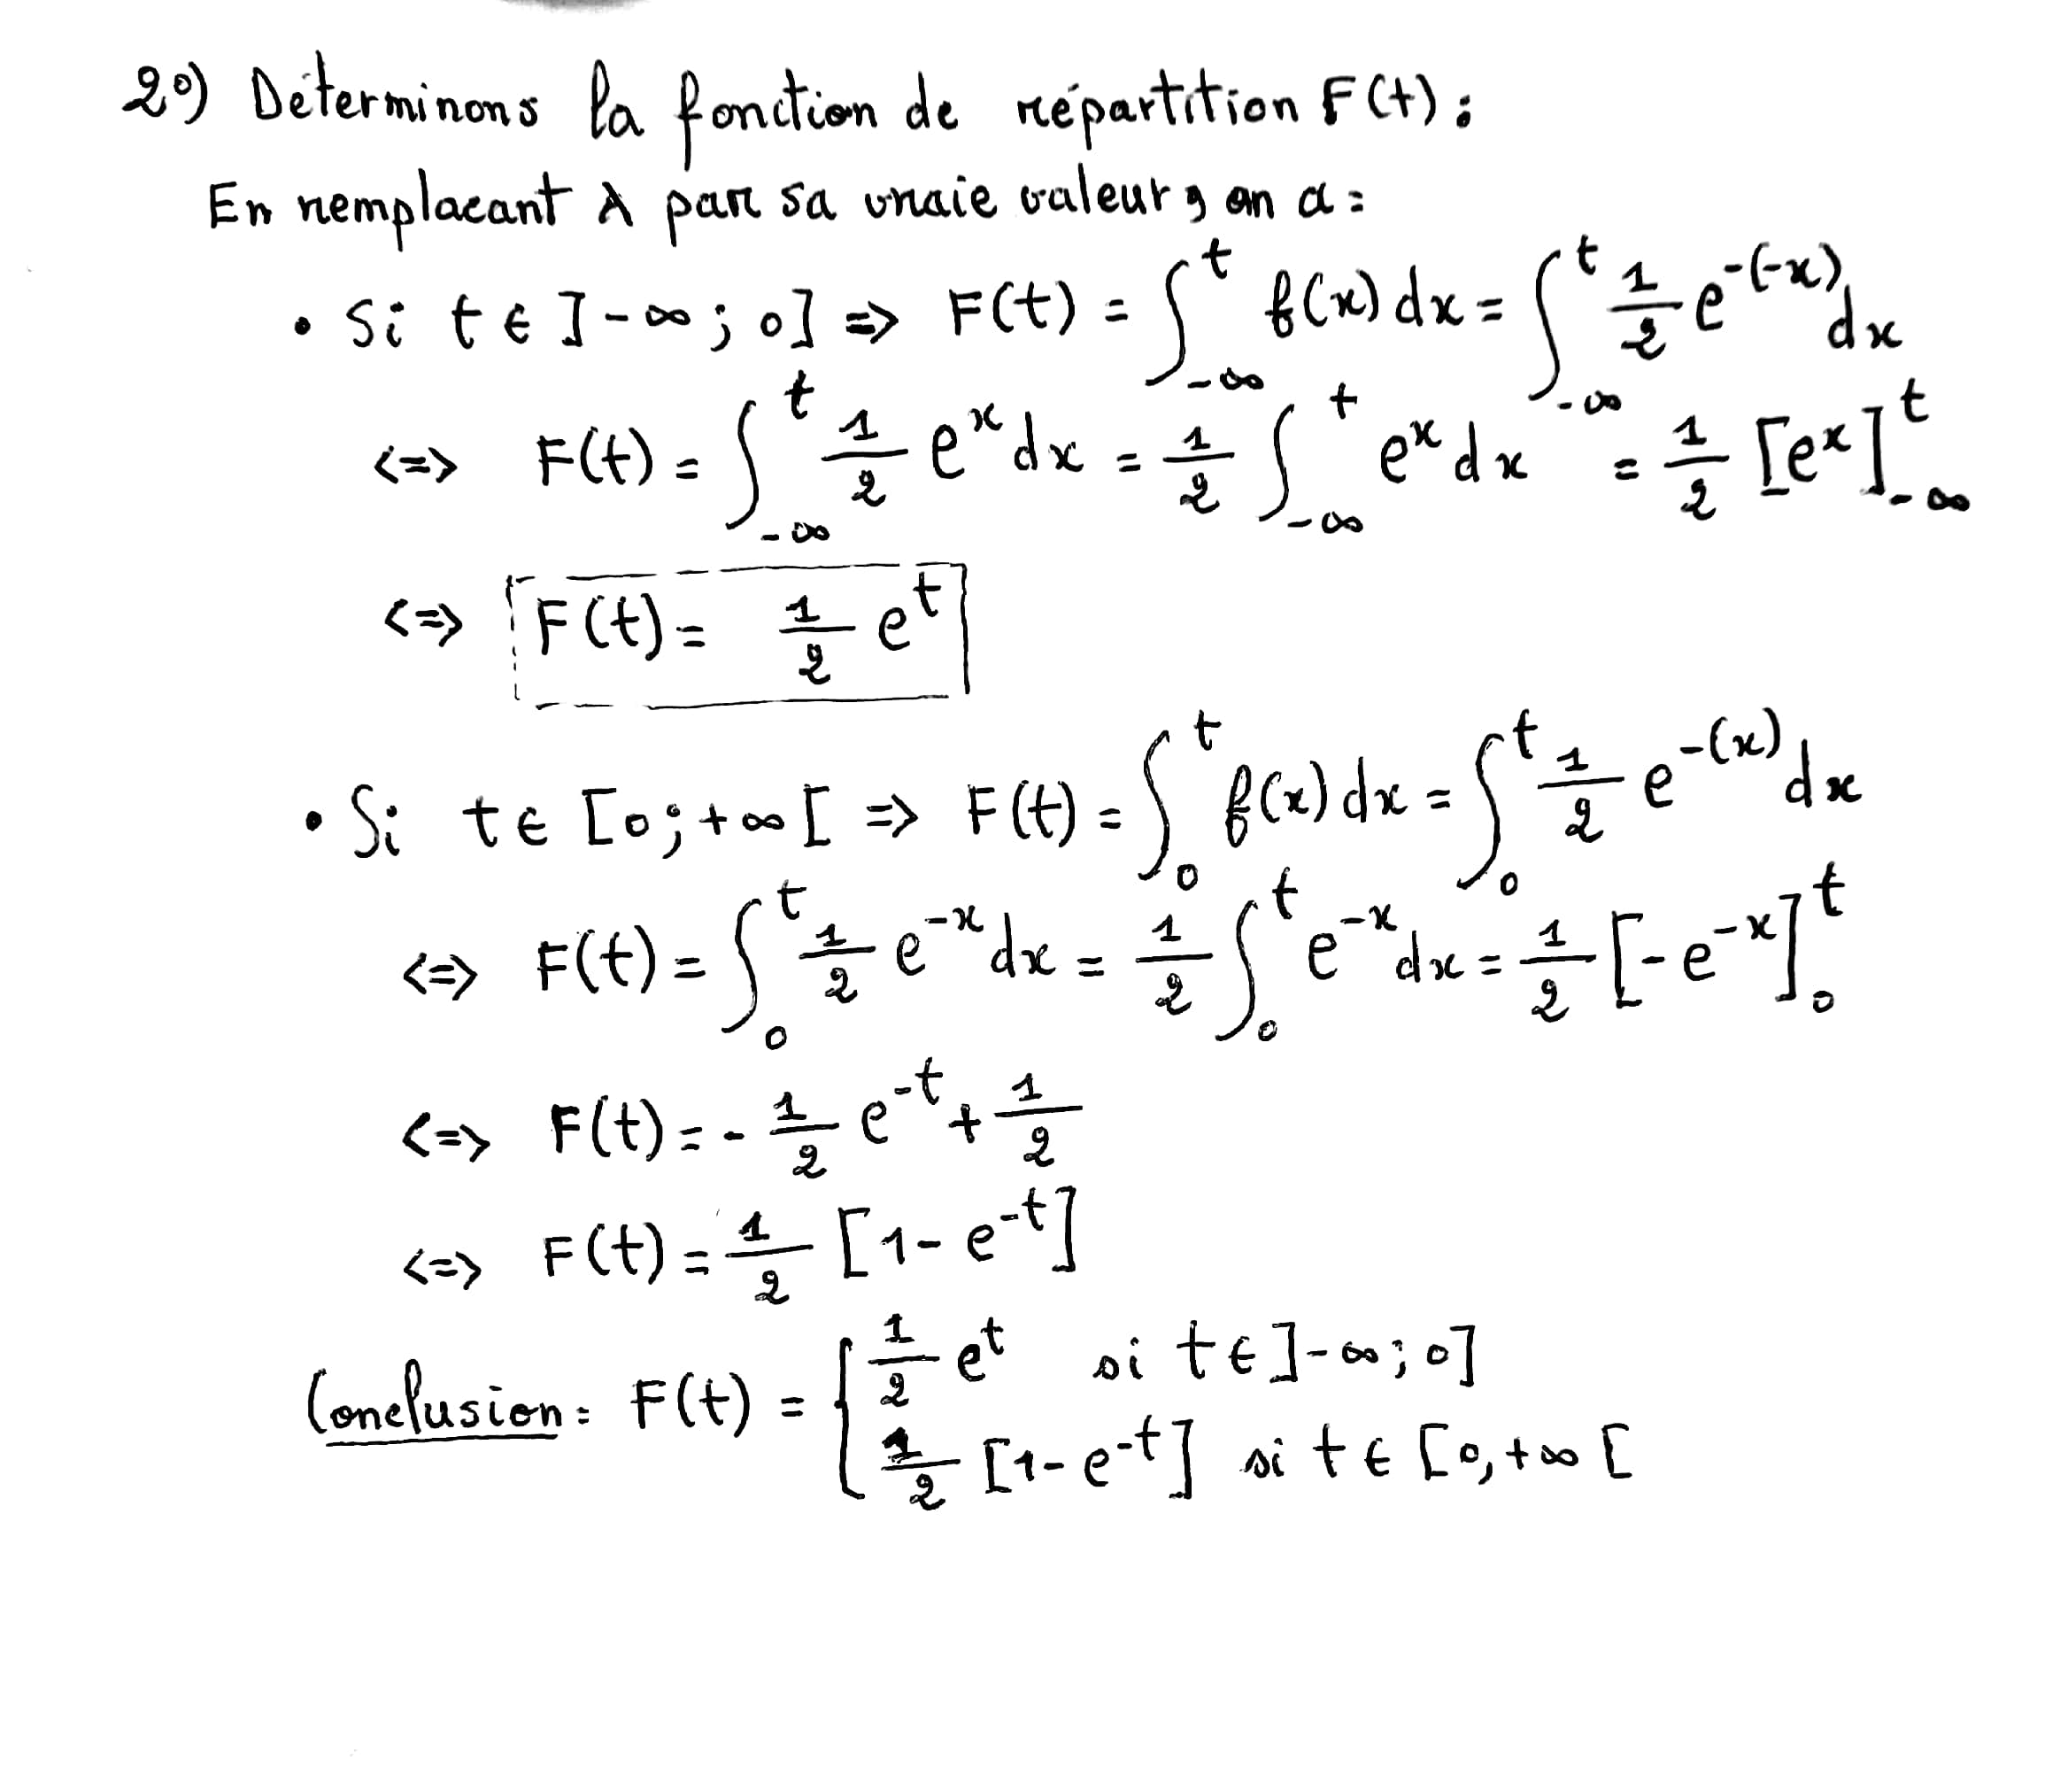 2°) Déterminons la fonction de répartition F(t):
En remplacant λ par sa vraie valeur, on a:
• Si t ∈ ]-∞; 0] => F(t) = ∫_{-∞}^{t} f(x) dx = ∫_{-∞}^{t} 1/2 e^{-(-x)} dx
<=> F(t) = ∫_{-∞}^{t} 1/2 e^x dx = 1/2 ∫_{-∞}^{t} e^x dx = 1/2 [e^x]_{-∞}^{t}
<=> F(t) = 1/2 e^t
• Si t ∈ [0; +∞[ => F(t) = ∫_{0}^{t} f(x) dx = ∫_{0}^{t} 1/2 e^{-(x)} dx
<=> F(t) = ∫_{0}^{t} 1/2 e^{-x} dx = 1/2 ∫_{0}^{t} e^{-x} dx = 1/2 [-e^{-x}]_{0}^{t}
<=> F(t) = -1/2 e^{-t} + 1/2
<=> F(t) = 1/2 [1 - e^{-t}]
Conclusion: F(t) = { 1/2 e^t si t ∈ ]-∞; 0]
1/2 [1 - e^{-t}] si t ∈ [0, +∞[